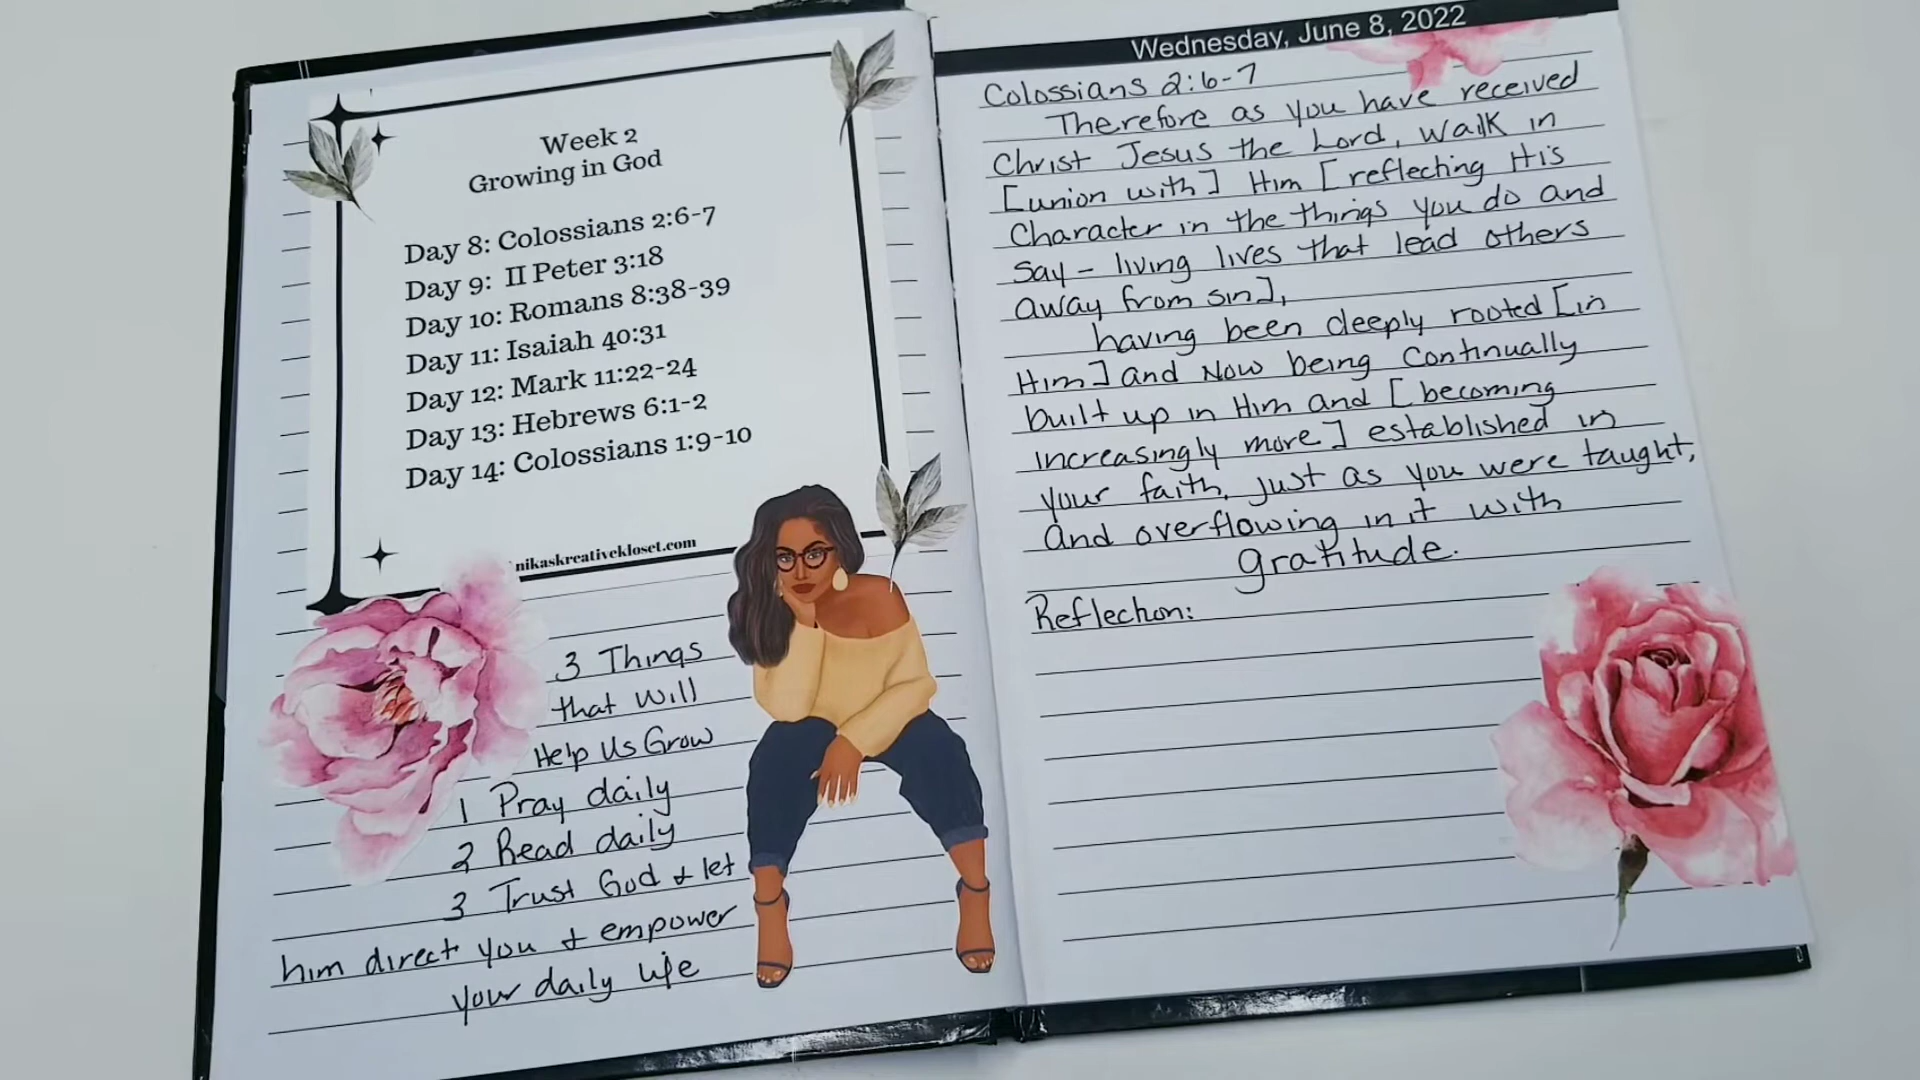 Week 2
Growing in God
Day 8: Colossians 2:6-7
Day 9: II Peter 3:18
Day 10: Romans 8:38-39
Day 11: Isaiah 40:31
Day 12: Mark 11:22-24
Day 13: Hebrews 6:1-2
Day 14: Colossians 1:9-10
nikaskreativekloset.com
3 Things
that will
Help Us Grow
1 Pray daily
2 Read daily
3 Trust God & let
him direct you & empower
your daily life
Wednesday, June 8, 2022
Colossians 2:6-7
Therefore as you have received
Christ Jesus the Lord, walk in
[union with] Him [reflecting His
Character in the things you do and
Say - living lives that lead others
away from sin],
having been deeply rooted [in
Him] and Now being Continually
built up in Him and [becoming
increasingly more] established in
your faith, just as you were taught,
And overflowing in it with
gratitude.
Reflection: